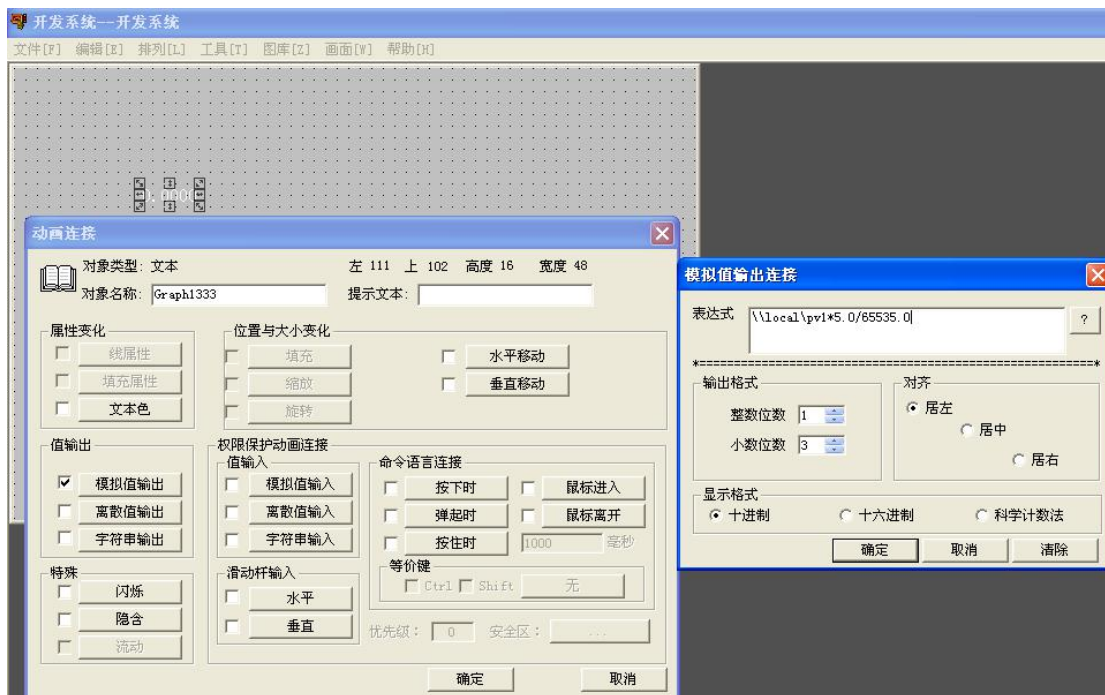 开发系统--开发系统
文件[F] 编辑[E] 排列[L] 工具[T] 图库[Z] 画面[W] 帮助[H]
动画连接
对象类型: 文本 左 111 上 102 高度 16 宽度 48
对象名称: Graph1333 提示文本:
属性变化
线属性
填充属性
文本色
位置与大小变化
填充 水平移动
缩放 垂直移动
旋转
值输出
模拟值输出
离散值输出
字符串输出
权限保护动画连接
值输入
模拟值输入
离散值输入
字符串输入
命令语言连接
按下时 鼠标进入
弹起时 鼠标离开
按住时 1000 毫秒
等价键
Ctrl Shift 无
特殊
闪烁
隐含
流动
滑动杆输入
水平
垂直
优先级: 0 安全区: ...
确定 取消
模拟值输出连接
表达式 \\local\pv1*5.0/65535.0 ?
输出格式
整数位数 1
小数位数 3
对齐
居左
居中
居右
显示格式
十进制 十六进制 科学计数法
确定 取消 清除